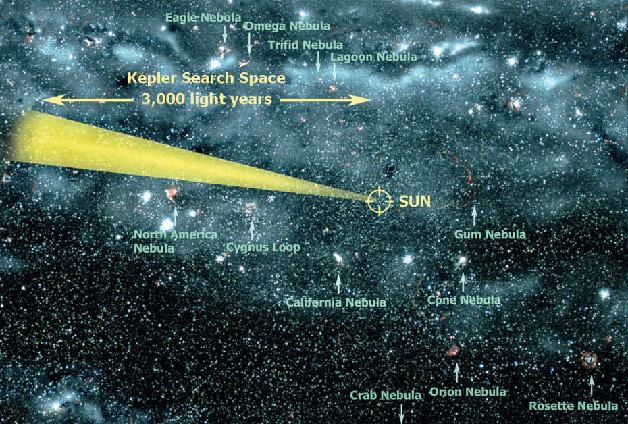 Eagle Nebula
Omega Nebula
Trifid Nebula
Lagoon Nebula
Kepler Search Space
3,000 light years
SUN
North America
Nebula
Cygnus Loop
Gum Nebula
California Nebula
Cone Nebula
Crab Nebula
Orion Nebula
Rosette Nebula